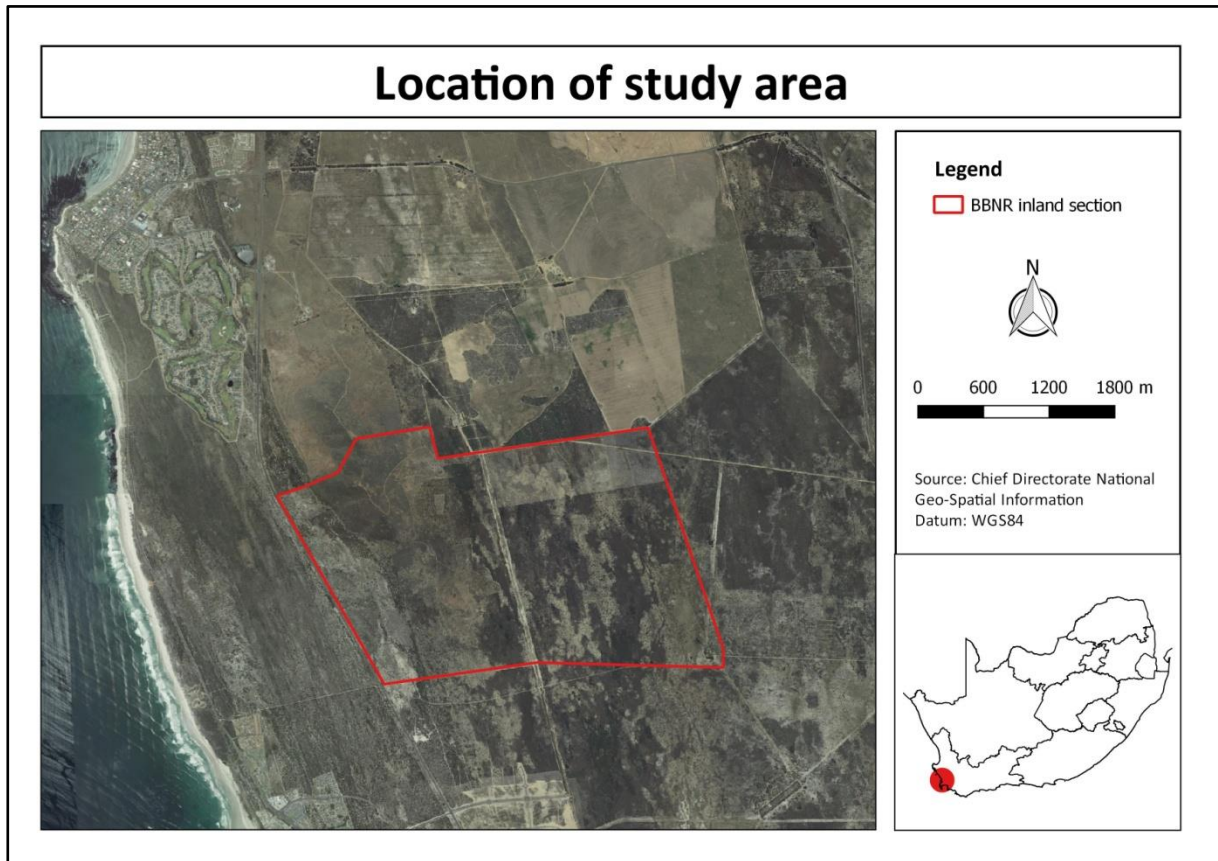 Location of study area
Legend
BBNR inland section
N
0 600 1200 1800 m
Source: Chief Directorate National
Geo-Spatial Information
Datum: WGS84